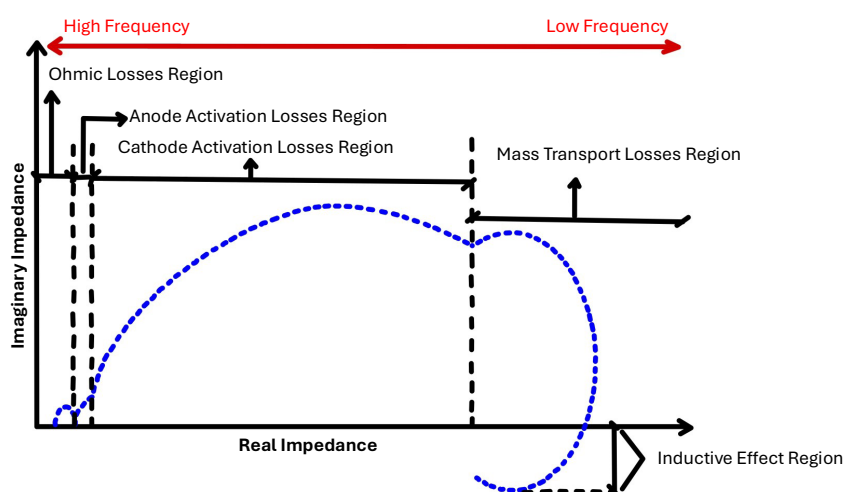 High Frequency
Low Frequency
Ohmic Losses Region
Anode Activation Losses Region
Cathode Activation Losses Region
Mass Transport Losses Region
Imaginary Impedance
Real Impedance
Inductive Effect Region